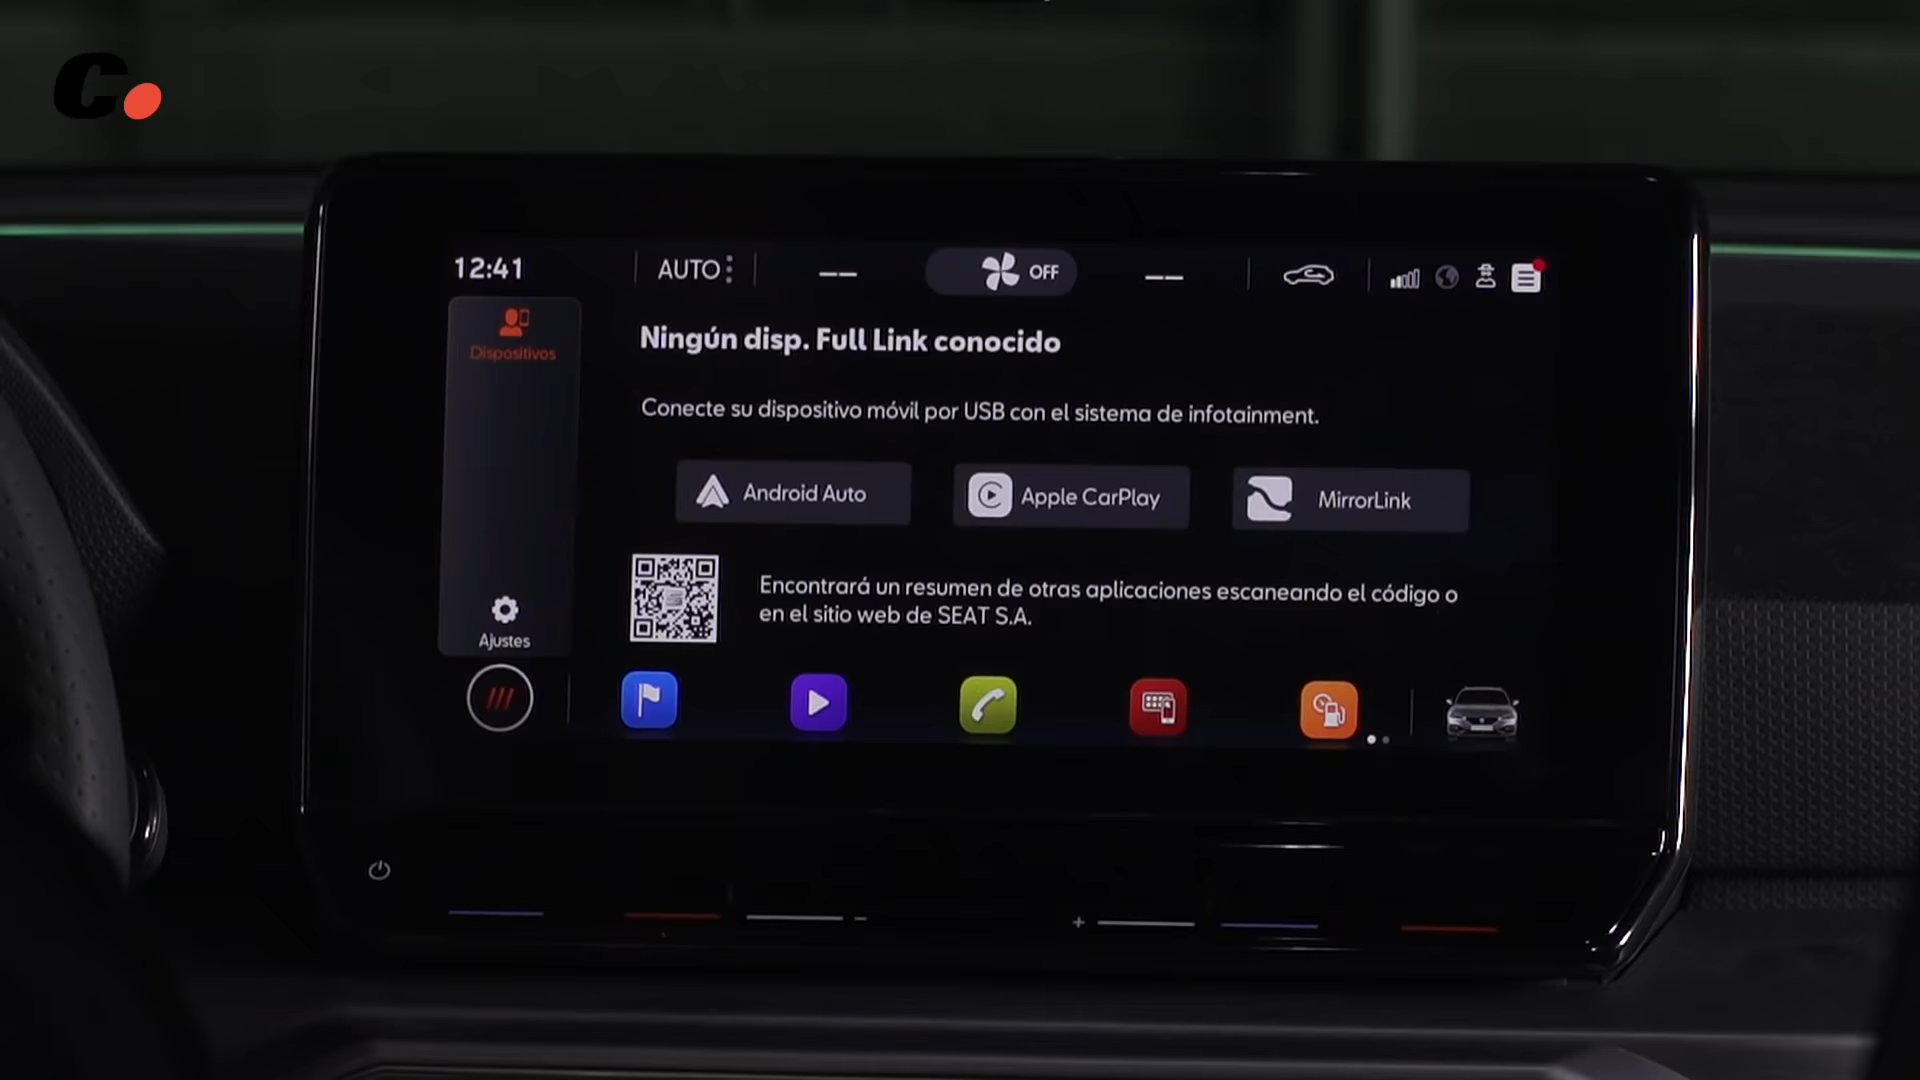 C.
12:41
AUTO
--
OFF
--
Dispositivos
Ningún disp. Full Link conocido
Conecte su dispositivo móvil por USB con el sistema de infotainment.
Android Auto
Apple CarPlay
MirrorLink
Encontrará un resumen de otras aplicaciones escaneando el código o
en el sitio web de SEAT S.A.
Ajustes
- +